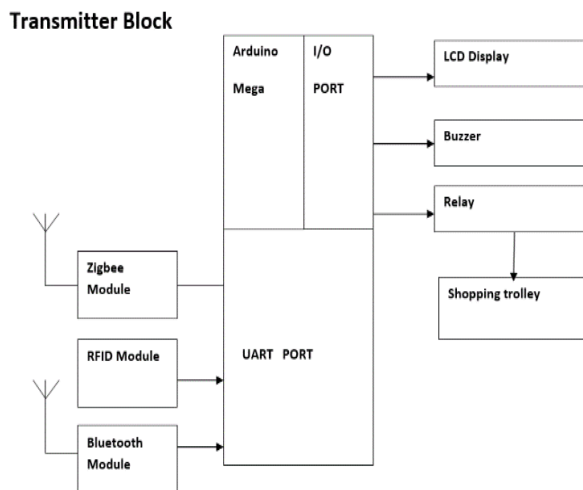 Transmitter Block
Arduino
Mega
I/O
PORT
LCD Display
Buzzer
Relay
Shopping trolley
Zigbee
Module
RFID Module
UART PORT
Bluetooth
Module